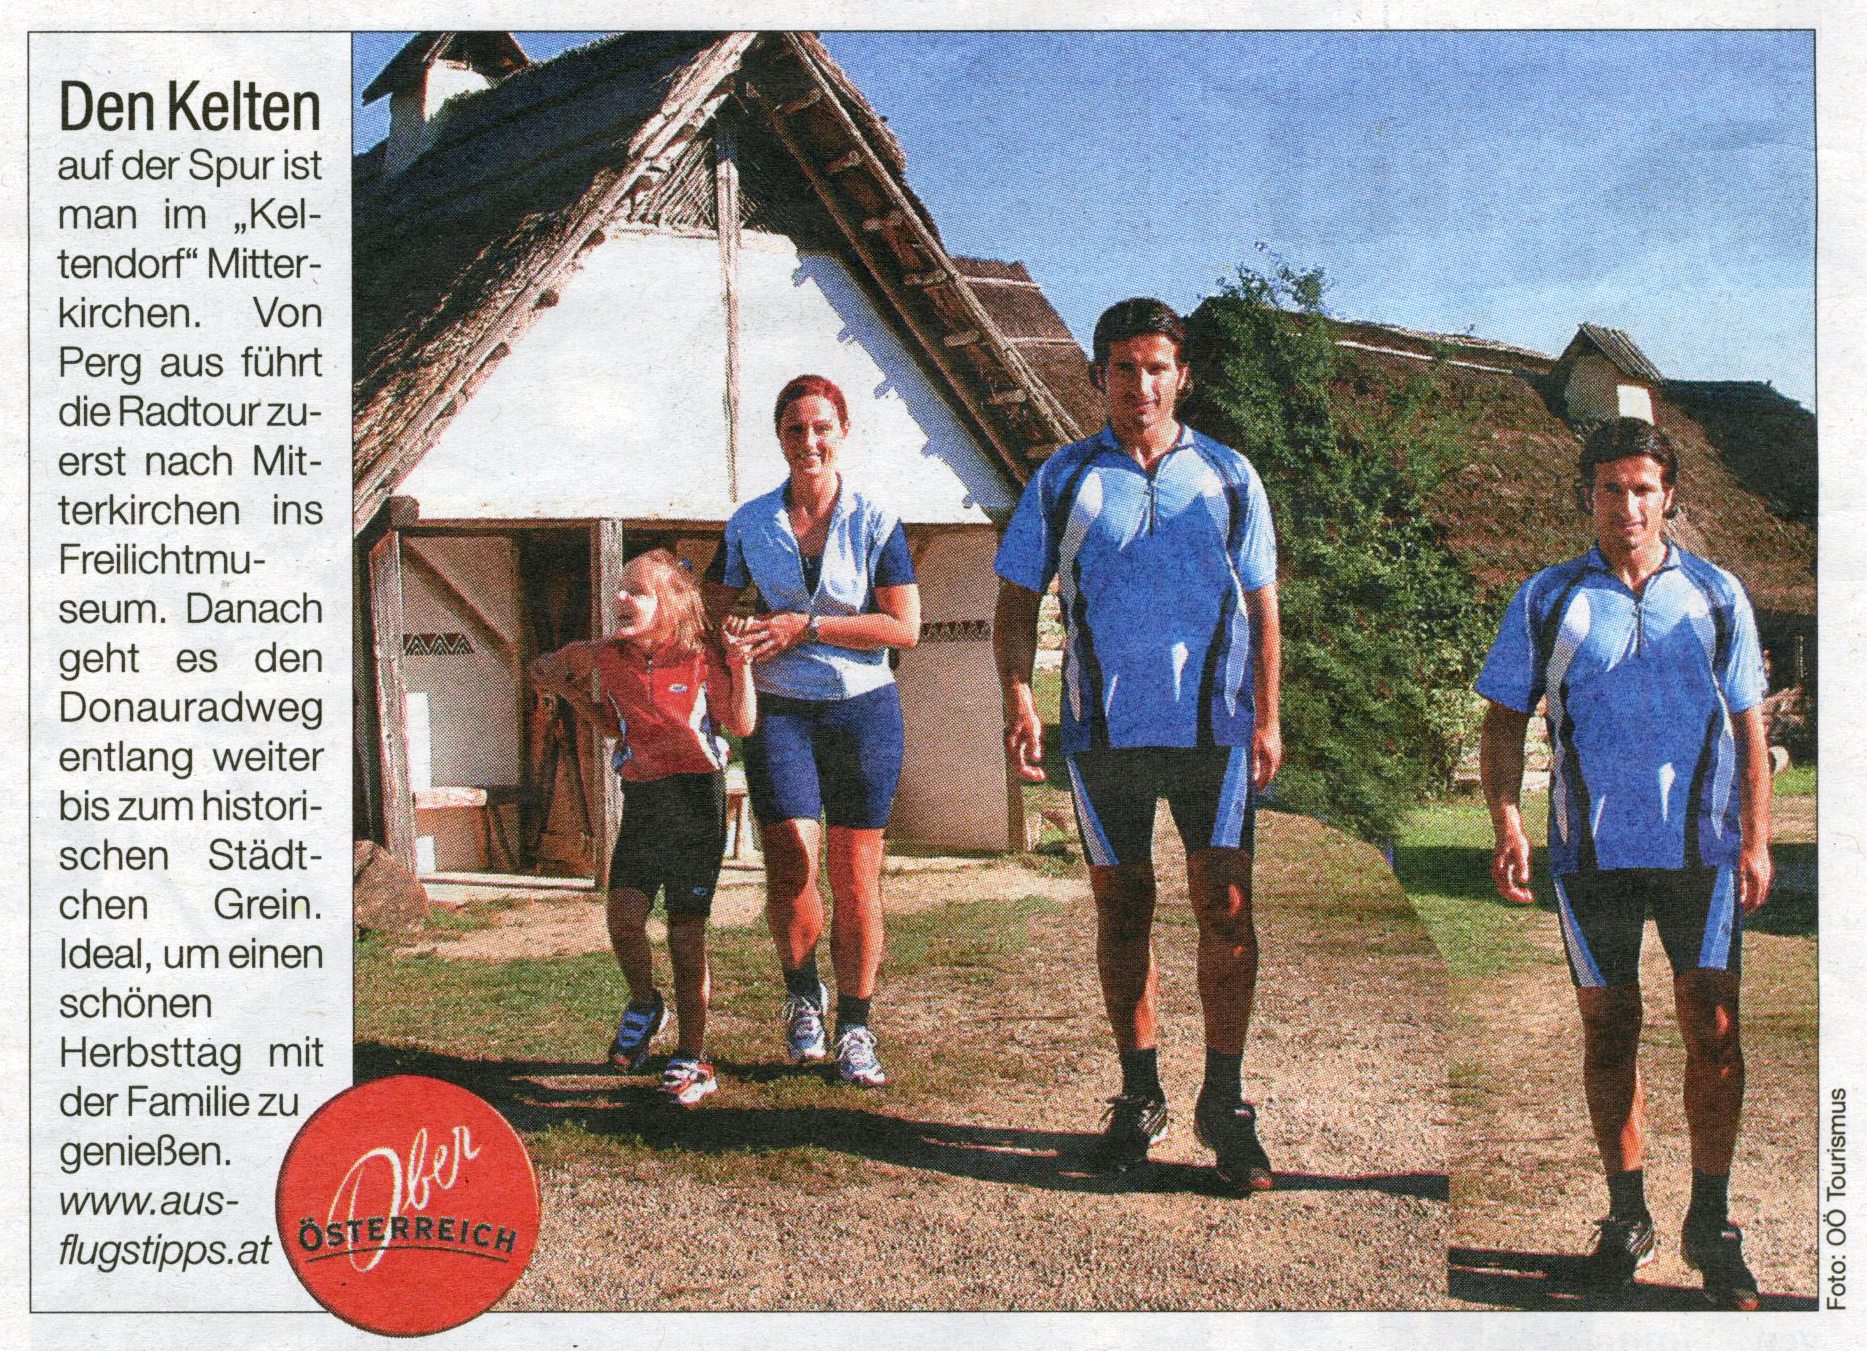 Den Kelten
auf der Spur ist
man im „Kel-
tendorf“ Mitter-
kirchen. Von
Perg aus führt
die Radtour zu-
erst nach Mit-
terkirchen ins
Freilichtmu-
seum. Danach
geht es den
Donauradweg
entlang weiter
bis zum histori-
schen Städt-
chen Grein.
Ideal, um einen
schönen
Herbsttag mit
der Familie zu
genießen.
www.aus-
flugstipps.at
Ober
ÖSTERREICH
Foto: OÖ Tourismus